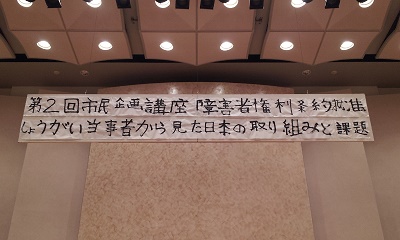 第2回市民企画講座 障害者権利条約批准
しょうがい当事者から見た日本の取り組みと課題